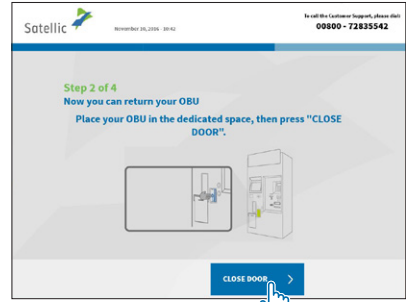 Satellic
November 10, 2016 - 10:42
To call the Customer Support, please dial:
00800 - 72835542
Step 2 of 4
Now you can return your OBU
Place your OBU in the dedicated space, then press "CLOSE
DOOR".
CLOSE DOOR